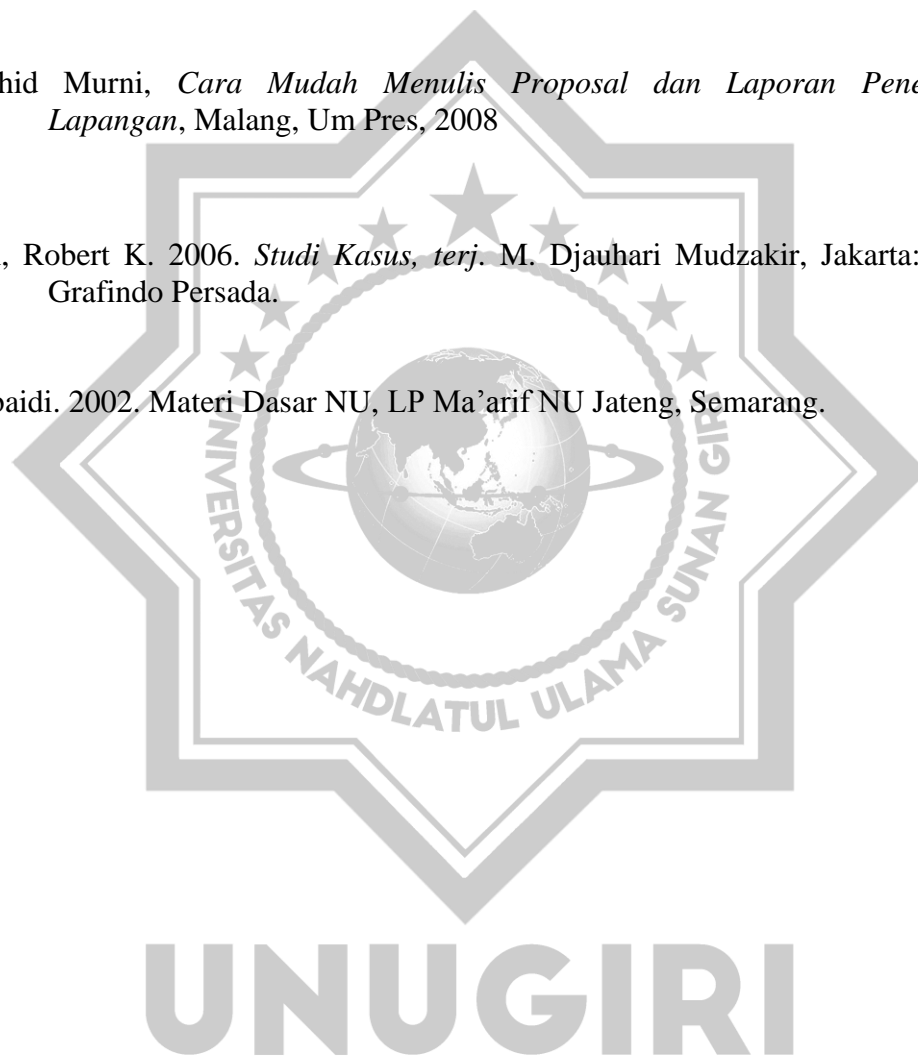 hid Murni, Cara Mudah Menulis Proposal dan Laporan Pene
Lapangan, Malang, Um Pres, 2008
, Robert K. 2006. Studi Kasus, terj. M. Djauhari Mudzakir, Jakarta:
Grafindo Persada.
baidi. 2002. Materi Dasar NU, LP Ma’arif NU Jateng, Semarang.
UNIVERSITAS NAHDLATUL ULAMA SUNAN GIRI
UNUGIRI